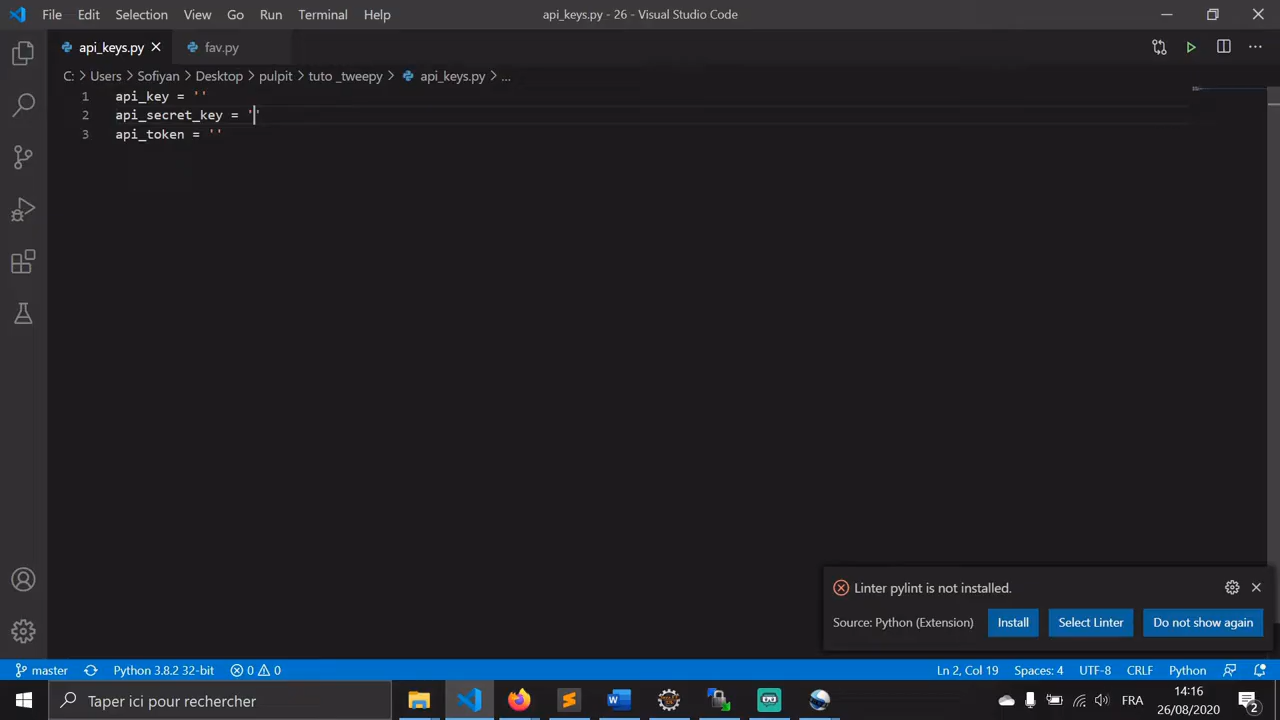 File Edit Selection View Go Run Terminal Help
api_keys.py - 26 - Visual Studio Code
api_keys.py
fav.py
C: > Users > Sofiyan > Desktop > pulpit > tuto _tweepy > api_keys.py > ...
1 api_key = ''
2 api_secret_key = ''
3 api_token = ''
Linter pylint is not installed.
Source: Python (Extension)
Install
Select Linter
Do not show again
master
Python 3.8.2 32-bit
0
0
Ln 2, Col 19
Spaces: 4
UTF-8
CRLF
Python
Taper ici pour rechercher
FRA
14:16
26/08/2020
2